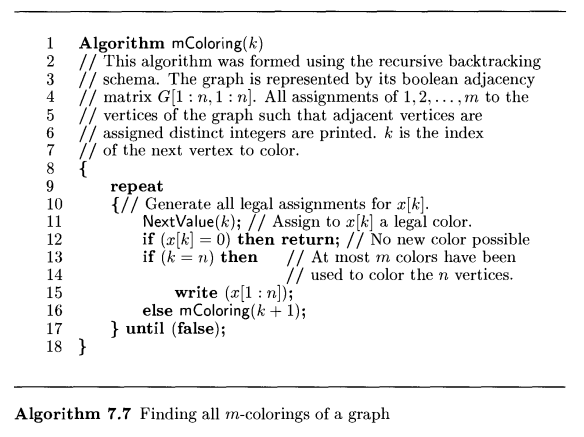 1 Algorithm mColoring(k)
2 // This algorithm was formed using the recursive backtracking
3 // schema. The graph is represented by its boolean adjacency
4 // matrix G[1 : n, 1 : n]. All assignments of 1, 2, . . . , m to the
5 // vertices of the graph such that adjacent vertices are
6 // assigned distinct integers are printed. k is the index
7 // of the next vertex to color.
8 {
9 repeat
10 {// Generate all legal assignments for x[k].
11 NextValue(k); // Assign to x[k] a legal color.
12 if (x[k] = 0) then return; // No new color possible
13 if (k = n) then // At most m colors have been
14 // used to color the n vertices.
15 write (x[1 : n]);
16 else mColoring(k + 1);
17 } until (false);
18 }
Algorithm 7.7 Finding all m-colorings of a graph